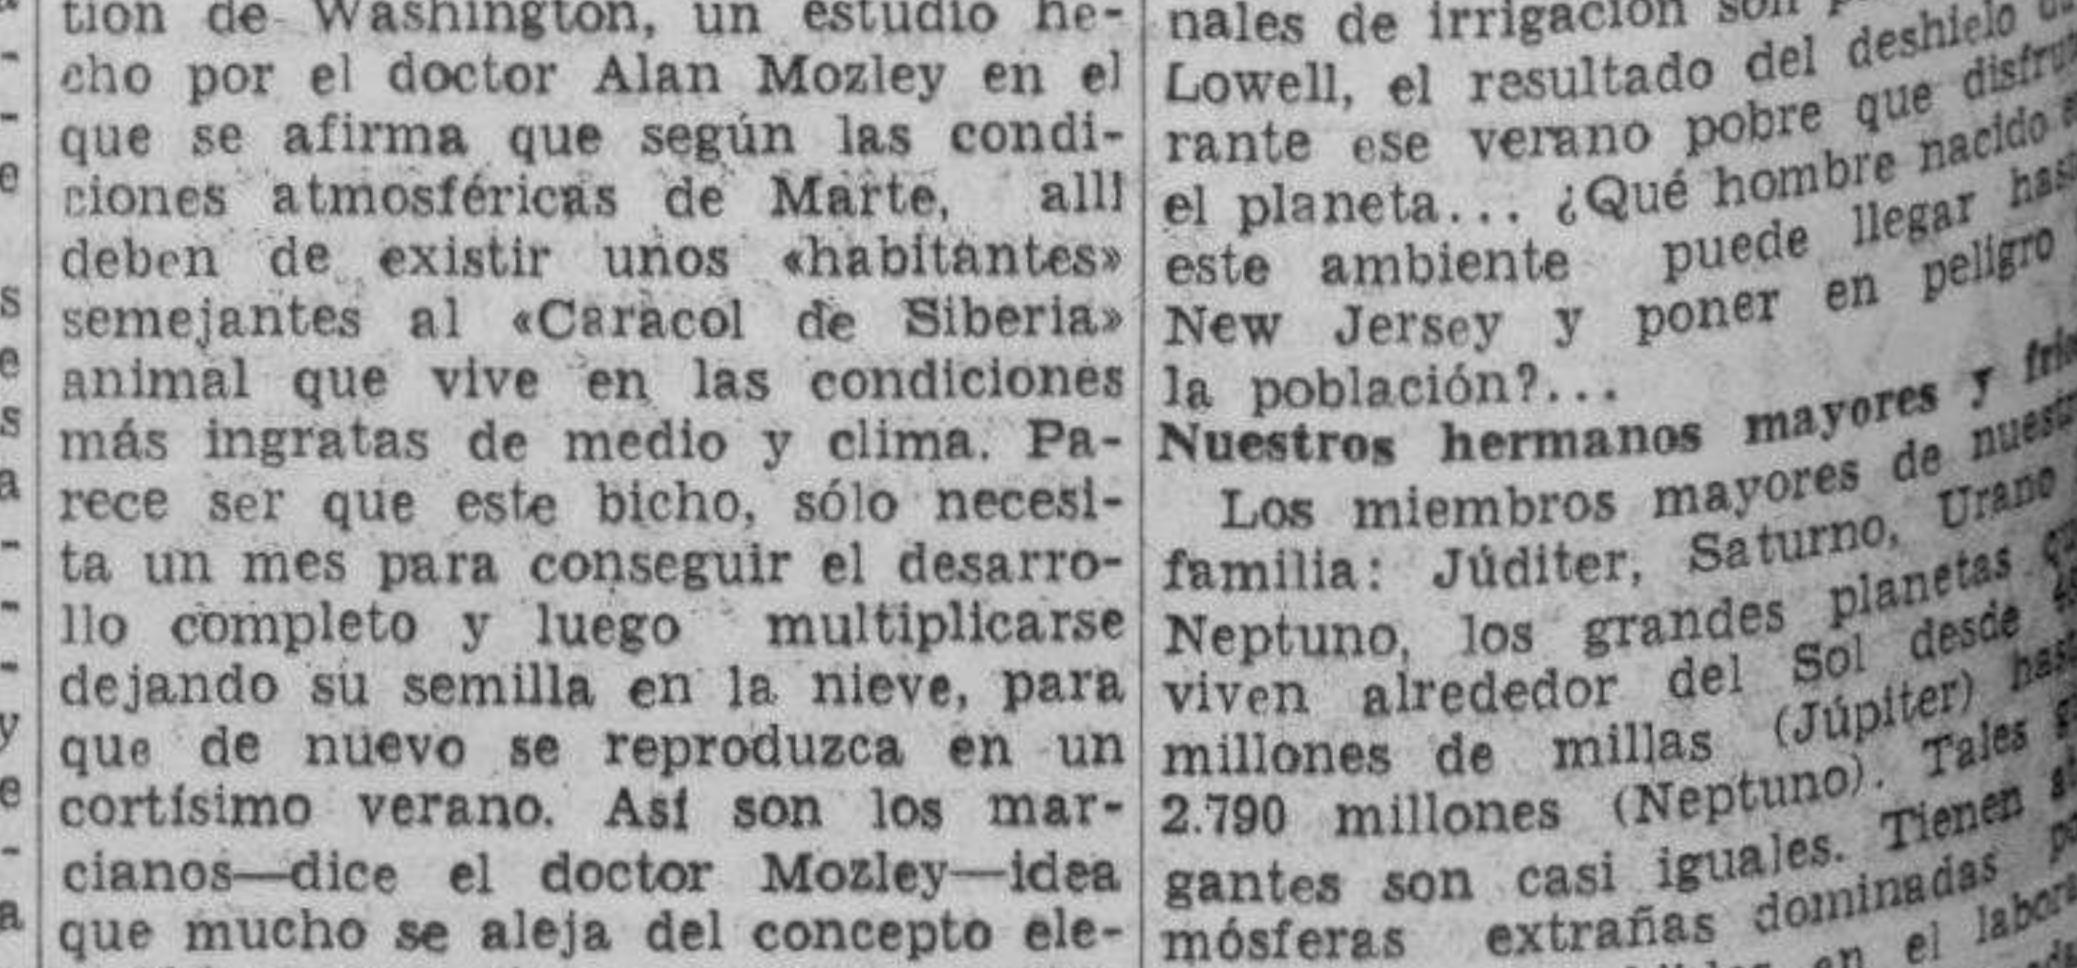 tion de Washington, un estudio he-
cho por el doctor Alan Mozley en el
que se afirma que según las condi-
ciones atmosféricas de Marte, allí
deben de existir unos «habitantes»
semejantes al «Caracol de Siberia»
animal que vive en las condiciones
más ingratas de medio y clima. Pa-
rece ser que este bicho, sólo necesi-
ta un mes para conseguir el desarro-
llo completo y luego multiplicarse
dejando su semilla en la nieve, para
que de nuevo se reproduzca en un
cortísimo verano. Así son los mar-
cianos—dice el doctor Mozley—idea
que mucho se aleja del concepto ele-
nales de irrigación son
Lowell, el resultado del deshielo
rante ese verano pobre que
el planeta... ¿Qué hombre nacido
este ambiente puede llegar
New Jersey y poner en peligro
la población?...
Nuestros hermanos mayores y
Los miembros mayores de
familia: Júditer, Saturno, Urano
Neptuno, los grandes planetas
viven alrededor del Sol desde
millones de millas (Júpiter)
2.790 millones (Neptuno). Tales
gantes son casi iguales. Tienen
mósferas extrañas dominadas
en el